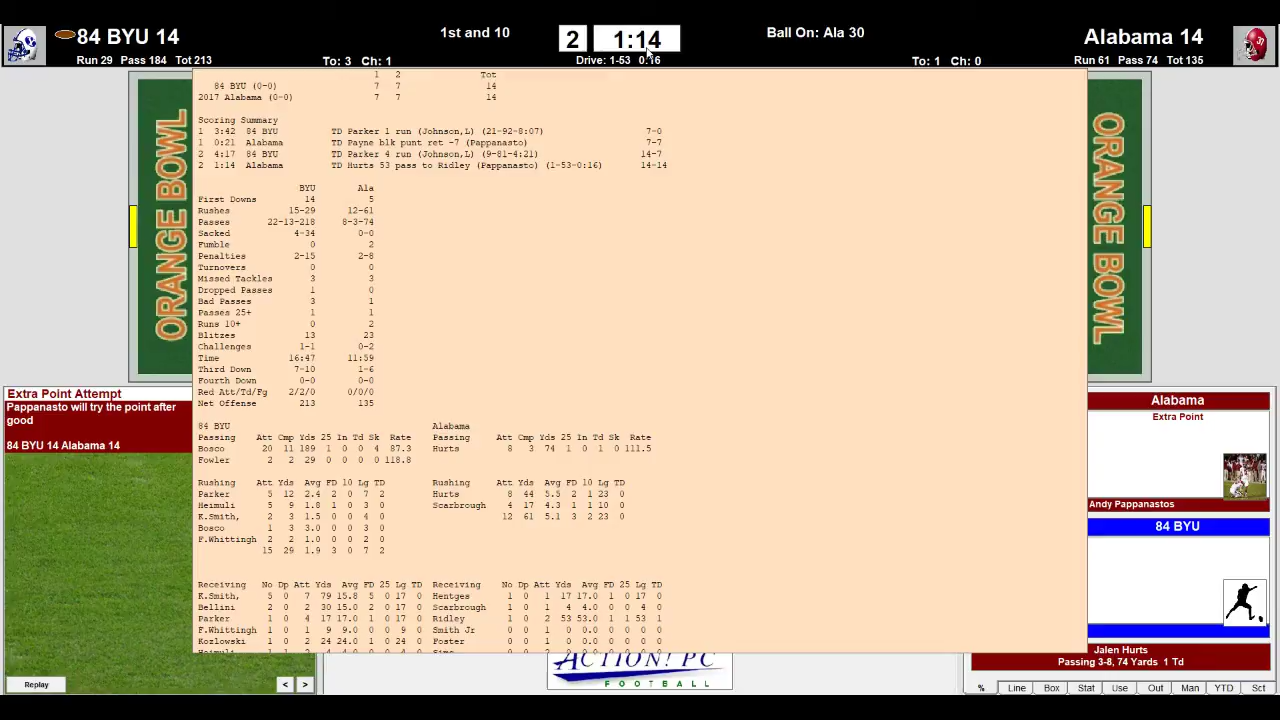 84 BYU 14
1st and 10
2
1:14
Ball On: Ala 30
Alabama 14
Run 29 Pass 184 Tot 213
To: 3 Ch: 1
Drive: 1-53 0:16
To: 1 Ch: 0
Run 61 Pass 74 Tot 135
1 2 Tot
84 BYU (0-0) 7 7 14
2017 Alabama (0-0) 7 7 14
Scoring Summary
1 3:42 84 BYU TD Parker 1 run (Johnson,L) (21-92-8:07) 7-0
1 0:21 Alabama TD Payne blk punt ret -7 (Pappanasto) 7-7
2 4:17 84 BYU TD Parker 4 run (Johnson,L) (9-81-4:21) 14-7
2 1:14 Alabama TD Hurts 53 pass to Ridley (Pappanasto) (1-53-0:16) 14-14
BYU Ala
First Downs 14 5
Rushes 15-29 12-61
Passes 22-13-218 8-3-74
Sacked 4-34 0-0
Fumble 0 2
Penalties 2-15 2-8
Turnovers 0 0
Missed Tackles 3 3
Dropped Passes 1 0
Bad Passes 3 1
Passes 25+ 1 1
Runs 10+ 0 2
Blitzes 13 23
Challenges 1-1 0-2
Time 16:47 11:59
Third Down 7-10 1-6
Fourth Down 0-0 0-0
Red Att/Td/Fg 2/2/0 0/0/0
Net Offense 213 135
84 BYU Alabama
Passing Att Cmp Yds 25 In Td Sk Rate Passing Att Cmp Yds 25 In Td Sk Rate
Bosco 20 11 189 1 0 0 4 87.3 Hurts 8 3 74 1 0 1 0 111.5
Fowler 2 2 29 0 0 0 0 118.8
Rushing Att Yds Avg FD 10 Lg TD Rushing Att Yds Avg FD 10 Lg TD
Parker 5 12 2.4 2 0 7 2 Hurts 8 44 5.5 2 1 23 0
Heimuli 5 9 1.8 1 0 3 0 Scarbrough 4 17 4.3 1 1 10 0
K.Smith, 2 3 1.5 0 0 4 0 12 61 5.1 3 2 23 0
Bosco 1 3 3.0 0 0 3 0
F.Whittingh 2 2 1.0 0 0 2 0
15 29 1.9 3 0 7 2
Receiving No Dp Att Yds Avg FD 25 Lg TD Receiving No Dp Att Yds Avg FD 25 Lg TD
K.Smith, 5 0 7 79 15.8 5 0 17 0 Hentges 1 0 1 17 17.0 1 0 17 0
Bellini 2 0 2 30 15.0 2 0 17 0 Scarbrough 1 0 1 4 4.0 0 0 4 0
Parker 1 0 4 17 17.0 1 0 17 0 Ridley 1 0 2 53 53.0 1 1 53 1
F.Whittingh 1 0 1 9 9.0 0 0 9 0 Smith Jr 0 0 1 0 0.0 0 0 0 0
Kozlowski 1 0 2 24 24.0 1 0 24 0 Foster 0 0 1 0 0.0 0 0 0 0
ORANGE BOWL
ORANGE BOWL
Extra Point Attempt
Pappanasto will try the point after
good
84 BYU 14 Alabama 14
Replay
<
>
ACTION! PC
FOOTBALL
Alabama
Extra Point
Andy Pappanastos
84 BYU
Jalen Hurts
Passing 3-8, 74 Yards 1 Td
% Line Box Stat Use Out Man YTD Sct